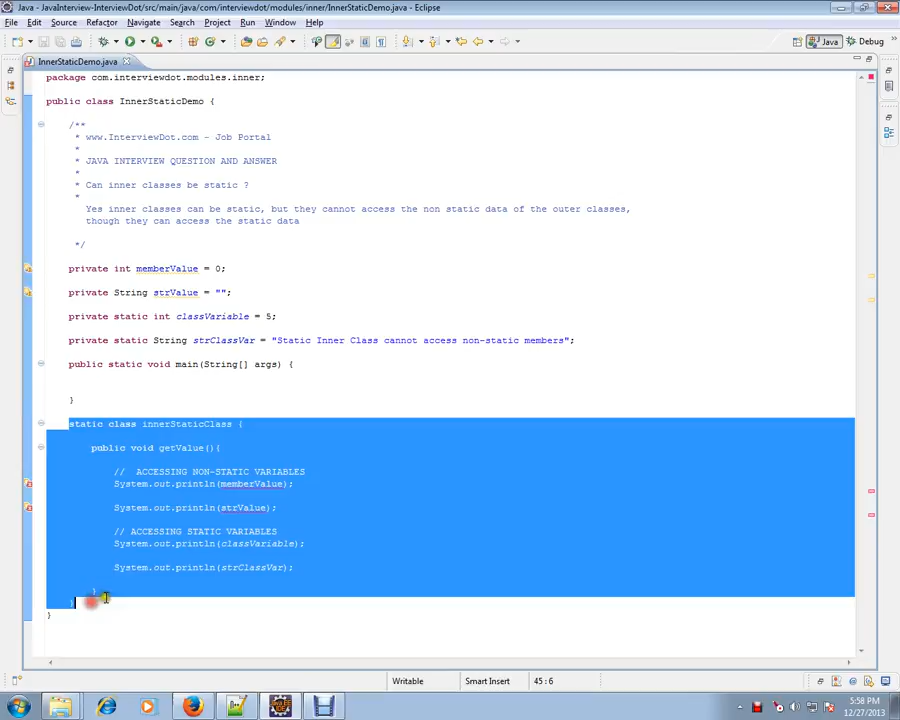 Java - JavaInterview-InterviewDot/src/main/java/com/interviewdot/modules/inner/InnerStaticDemo.java - Eclipse
File Edit Source Refactor Navigate Search Project Run Window Help
Java Debug
InnerStaticDemo.java
package com.interviewdot.modules.inner;
public class InnerStaticDemo {
/**
* www.InterviewDot.com - Job Portal
*
* JAVA INTERVIEW QUESTION AND ANSWER
*
* Can inner classes be static ?
*
Yes inner classes can be static, but they cannot access the non static data of the outer classes,
though they can access the static data
*/
private int memberValue = 0;
private String strValue = "";
private static int classVariable = 5;
private static String strClassVar = "Static Inner Class cannot access non-static members";
public static void main(String[] args) {
}
static class innerStaticClass {
public void getValue(){
// ACCESSING NON-STATIC VARIABLES
System.out.println(memberValue);
System.out.println(strValue);
// ACCESSING STATIC VARIABLES
System.out.println(classVariable);
System.out.println(strClassVar);
}
}
}
Writable Smart Insert 45 : 6
5:58 PM
12/27/2013